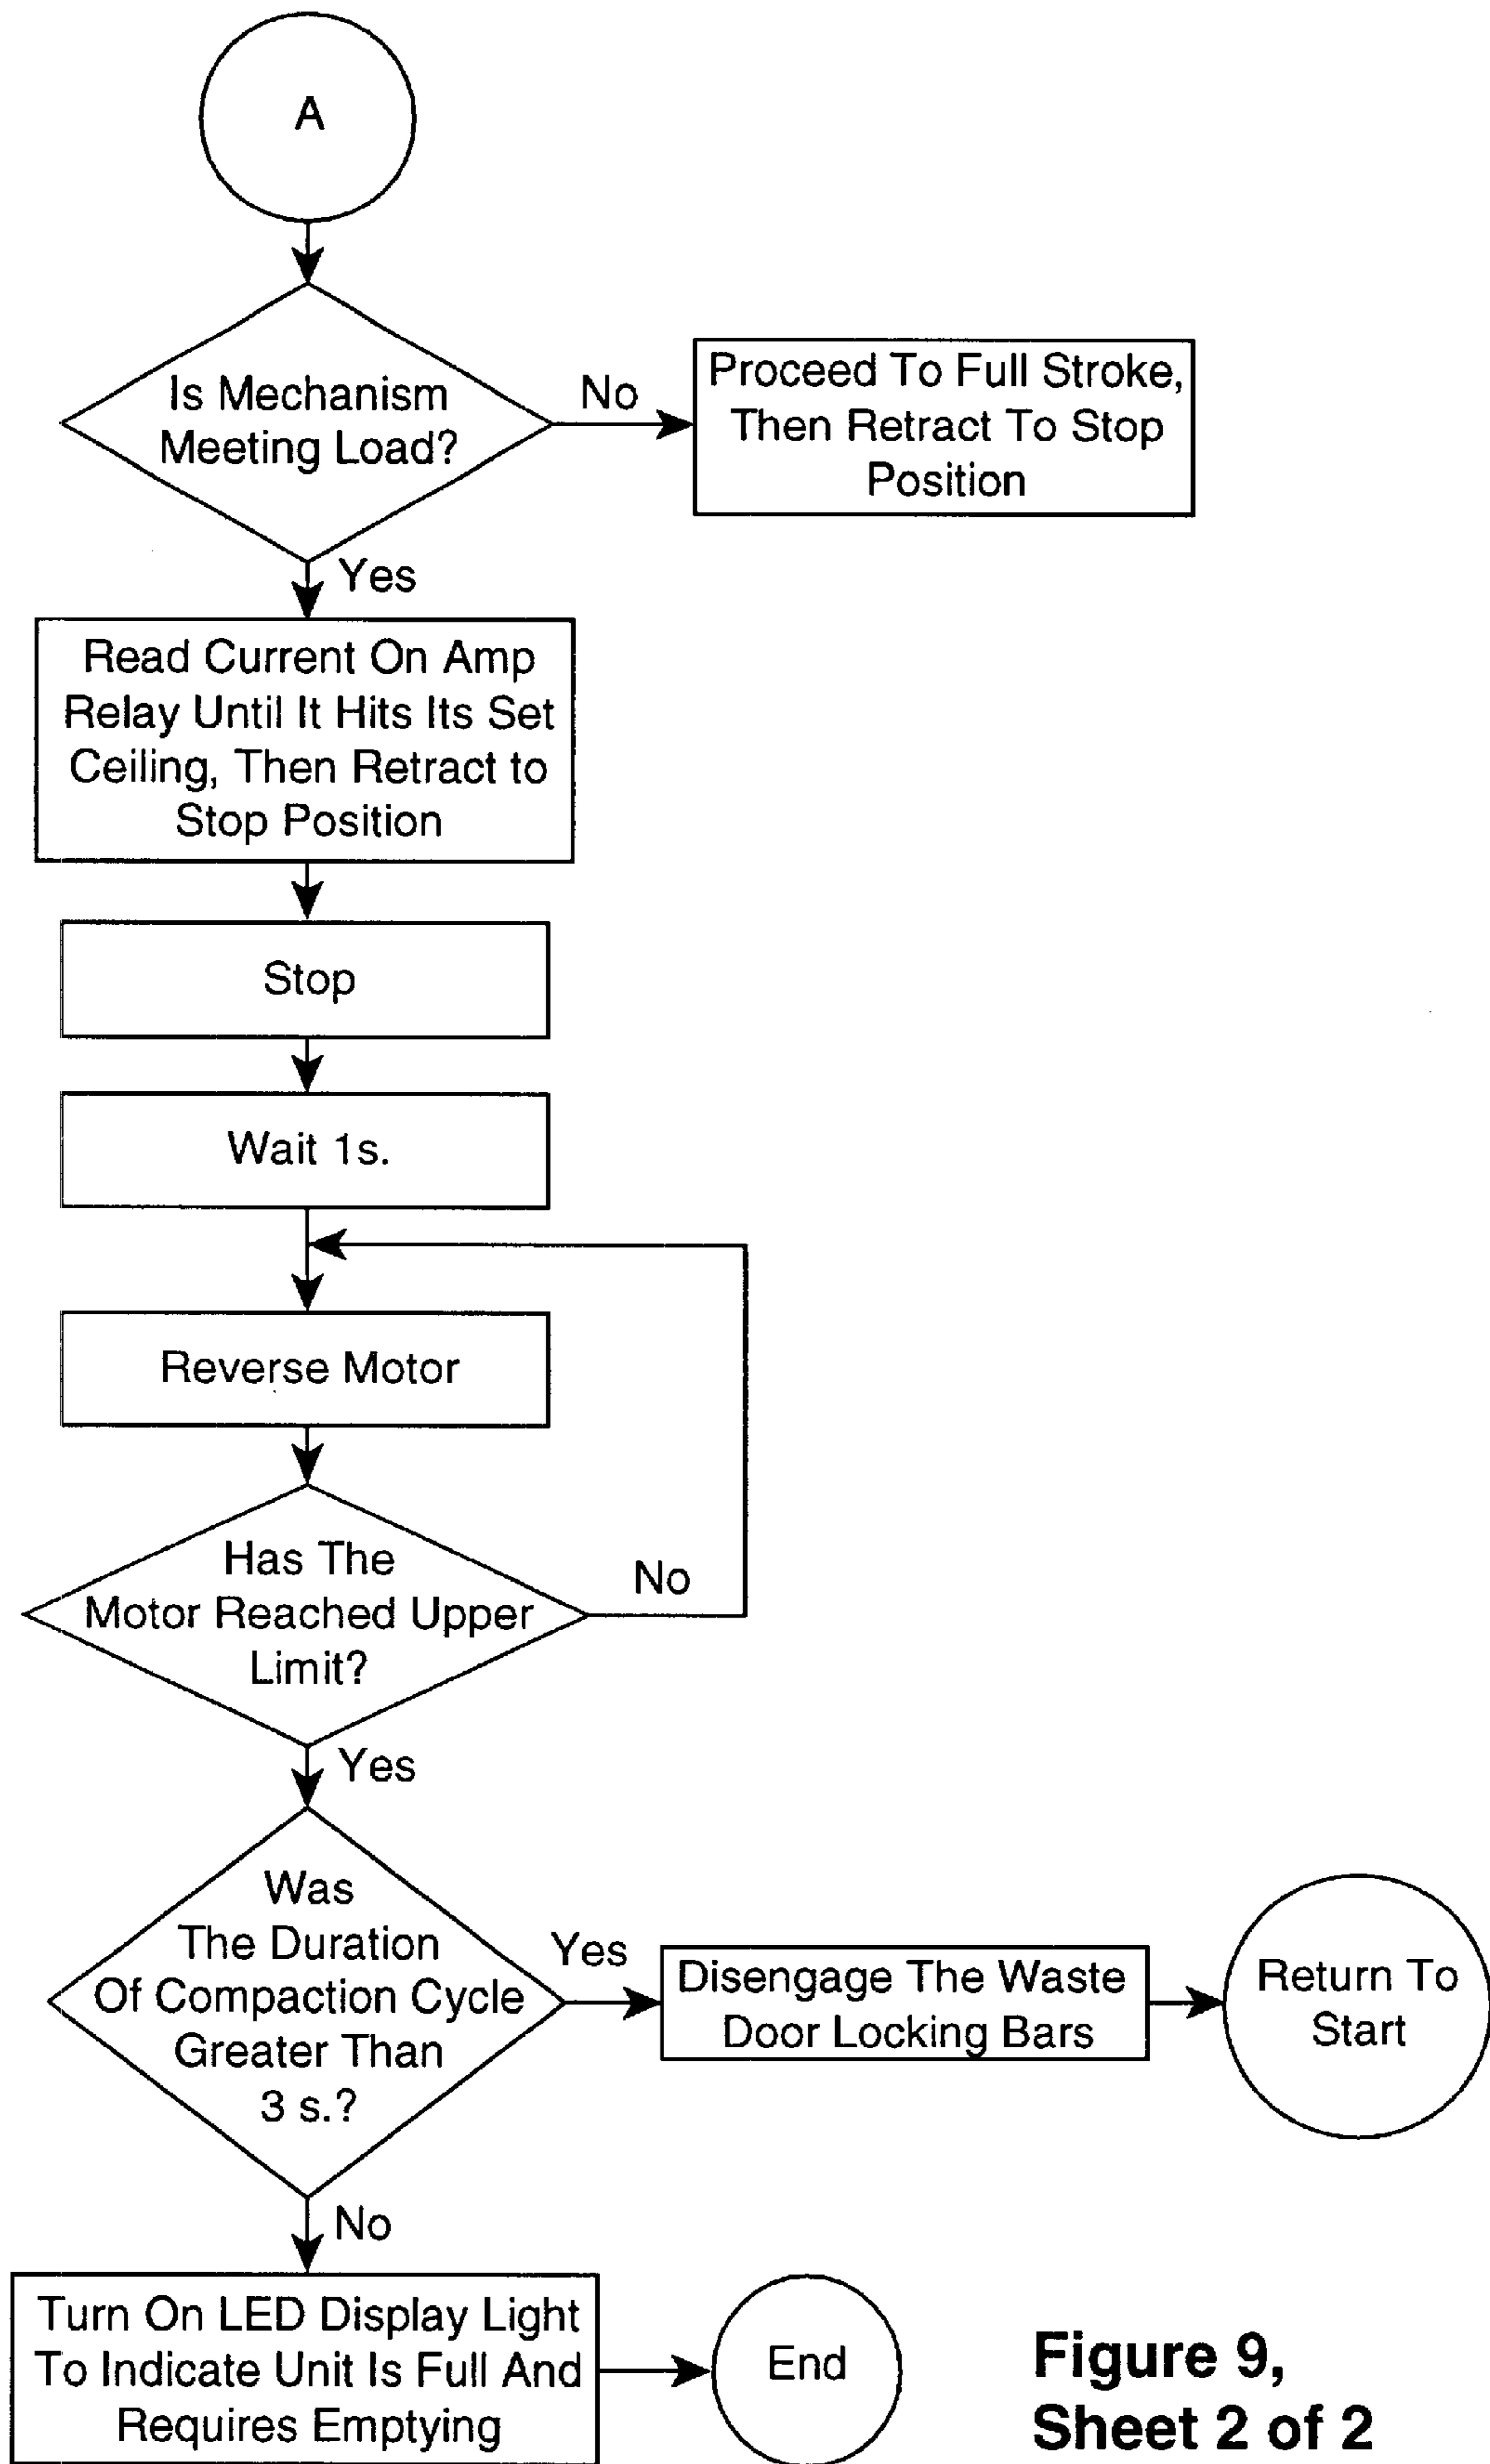 A
Is Mechanism
Meeting Load?
No
Proceed To Full Stroke,
Then Retract To Stop
Position
Yes
Read Current On Amp
Relay Until It Hits Its Set
Ceiling, Then Retract to
Stop Position
Stop
Wait 1s.
Reverse Motor
Has The
Motor Reached Upper
Limit?
No
Yes
Was
The Duration
Of Compaction Cycle
Greater Than
3 s.?
Yes
Disengage The Waste
Door Locking Bars
Return To
Start
No
Turn On LED Display Light
To Indicate Unit Is Full And
Requires Emptying
End
Figure 9,
Sheet 2 of 2